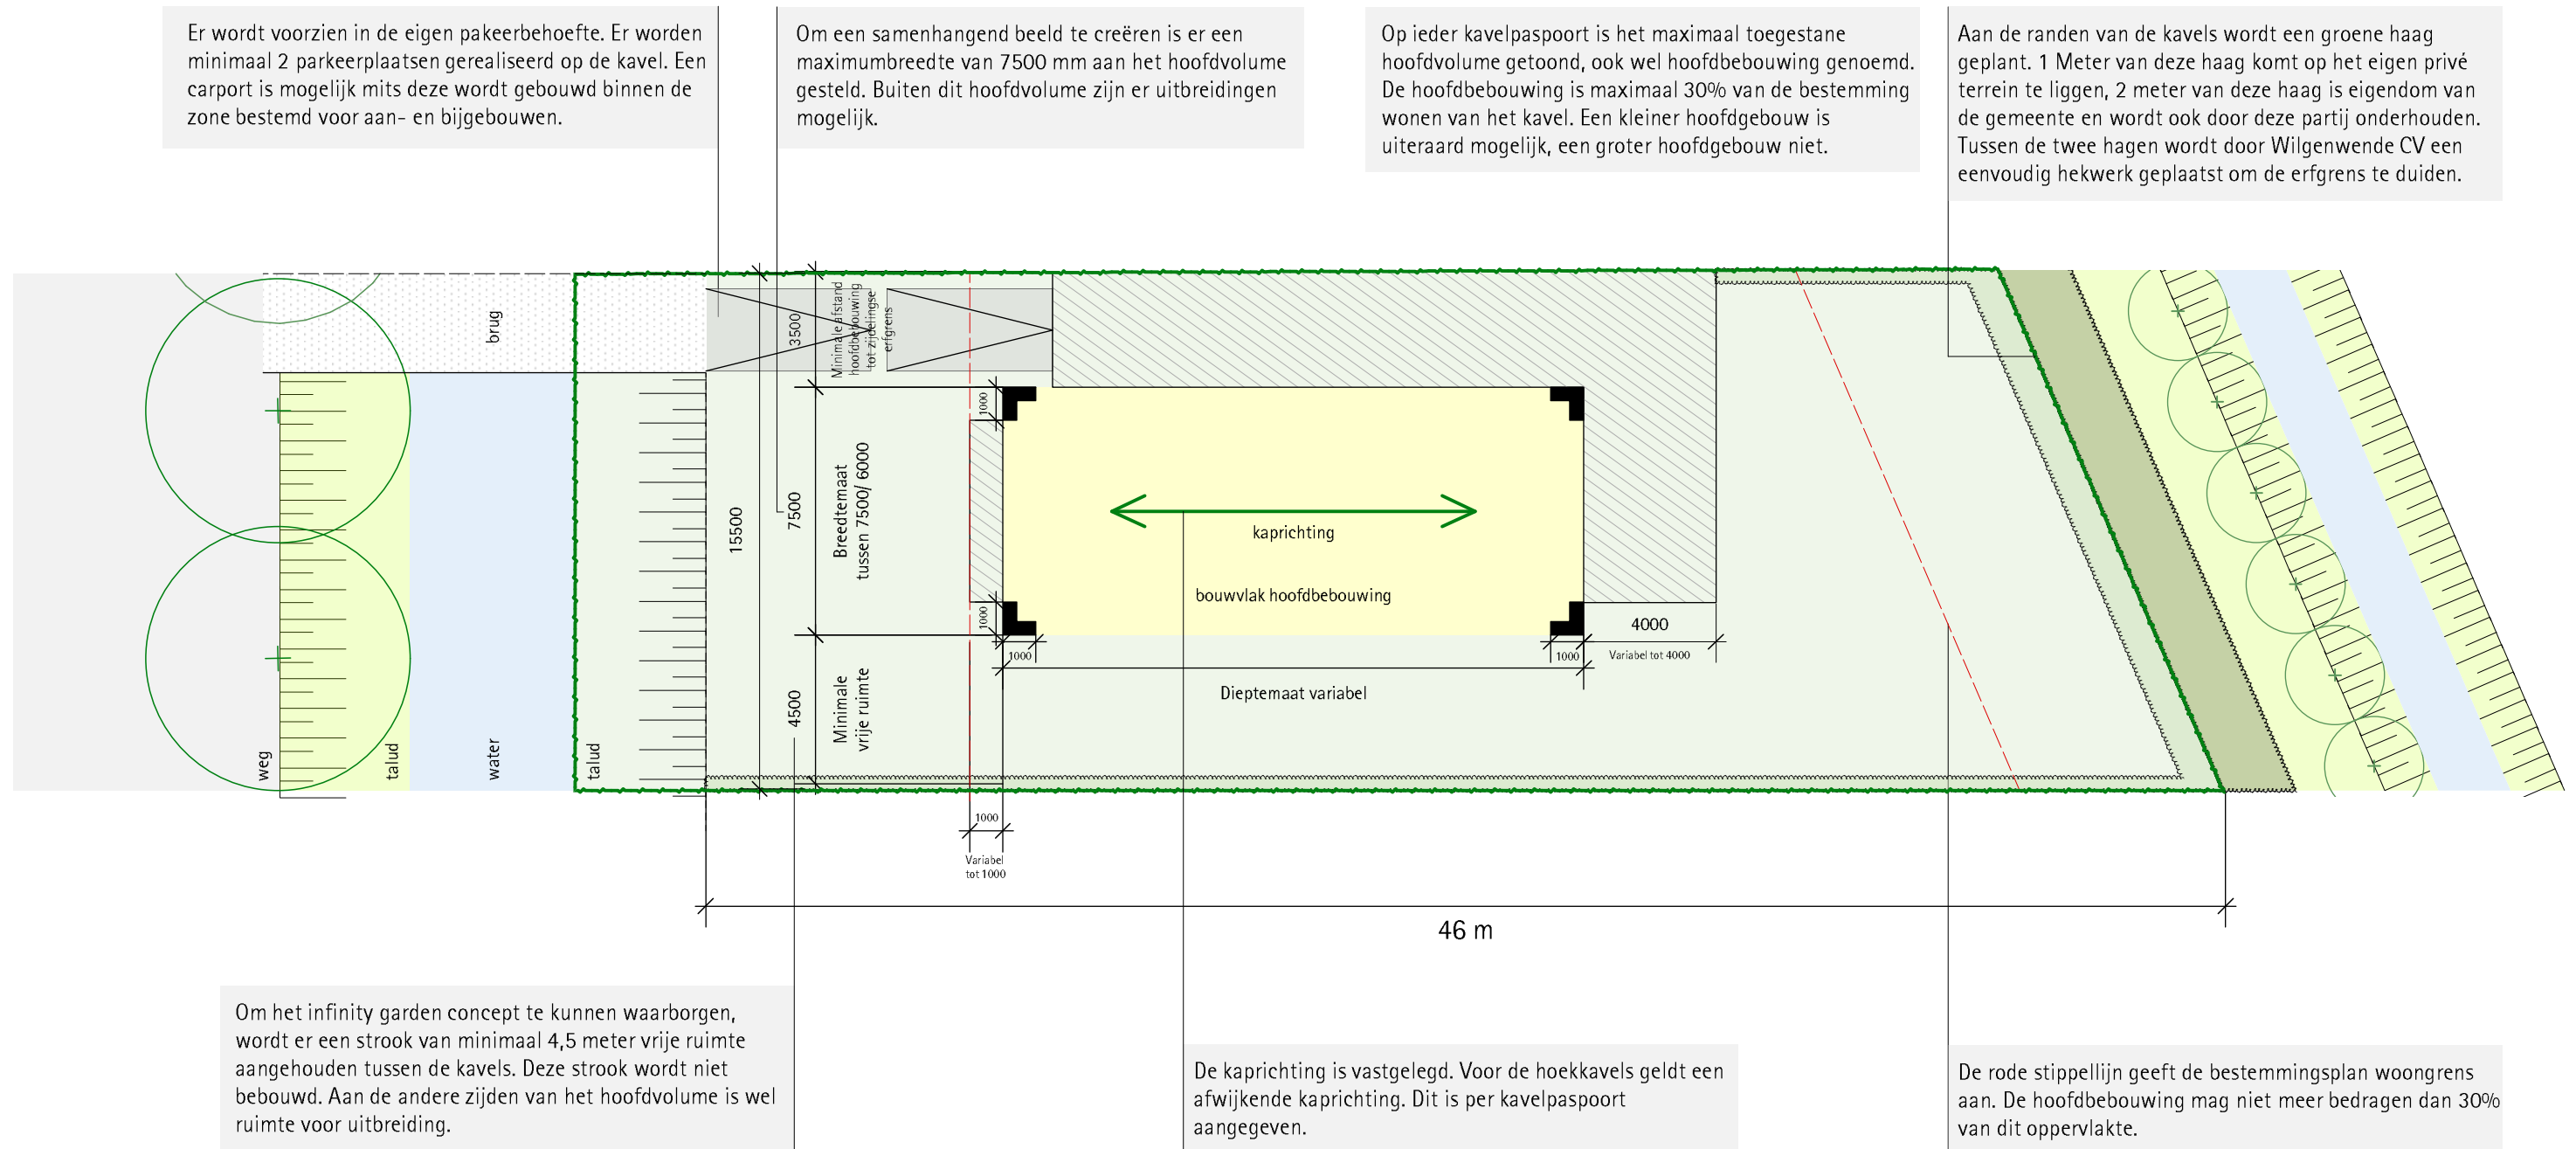 Er wordt voorzien in de eigen pakeerbehoefte. Er worden
minimaal 2 parkeerplaatsen gerealiseerd op de kavel. Een
carport is mogelijk mits deze wordt gebouwd binnen de
zone bestemd voor aan- en bijgebouwen.
Om een samenhangend beeld te creëren is er een
maximumbreedte van 7500 mm aan het hoofdvolume
gesteld. Buiten dit hoofdvolume zijn er uitbreidingen
mogelijk.
Op ieder kavelpaspoort is het maximaal toegestane
hoofdvolume getoond, ook wel hoofdbebouwing genoemd.
De hoofdbebouwing is maximaal 30% van de bestemming
wonen van het kavel. Een kleiner hoofdgebouw is
uiteraard mogelijk, een groter hoofdgebouw niet.
Aan de randen van de kavels wordt een groene haag
geplant. 1 Meter van deze haag komt op het eigen privé
terrein te liggen, 2 meter van deze haag is eigendom van
de gemeente en wordt ook door deze partij onderhouden.
Tussen de twee hagen wordt door Wilgenwende CV een
eenvoudig hekwerk geplaatst om de erfgrens te duiden.
brug
3500
Minimale afstand
hoofdbebouwing
tot zijdelingse
erfgrens
1000
15500
7500
Breedtemaat
tussen 7500/ 6000
kaprichting
bouwvlak hoofdbebouwing
1000
4000
1000
1000
Variabel tot 4000
Dieptemaat variabel
4500
Minimale
vrije ruimte
weg
talud
water
talud
1000
Variabel
tot 1000
46 m
Om het infinity garden concept te kunnen waarborgen,
wordt er een strook van minimaal 4,5 meter vrije ruimte
aangehouden tussen de kavels. Deze strook wordt niet
bebouwd. Aan de andere zijden van het hoofdvolume is wel
ruimte voor uitbreiding.
De kaprichting is vastgelegd. Voor de hoekkavels geldt een
afwijkende kaprichting. Dit is per kavelpaspoort
aangegeven.
De rode stippellijn geeft de bestemmingsplan woongrens
aan. De hoofdbebouwing mag niet meer bedragen dan 30%
van dit oppervlakte.